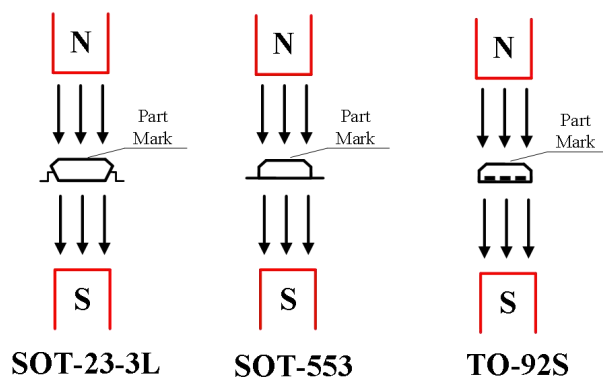 N
N
N
Part
Mark
Part
Mark
Part
Mark
S
S
S
SOT-23-3L
SOT-553
TO-92S